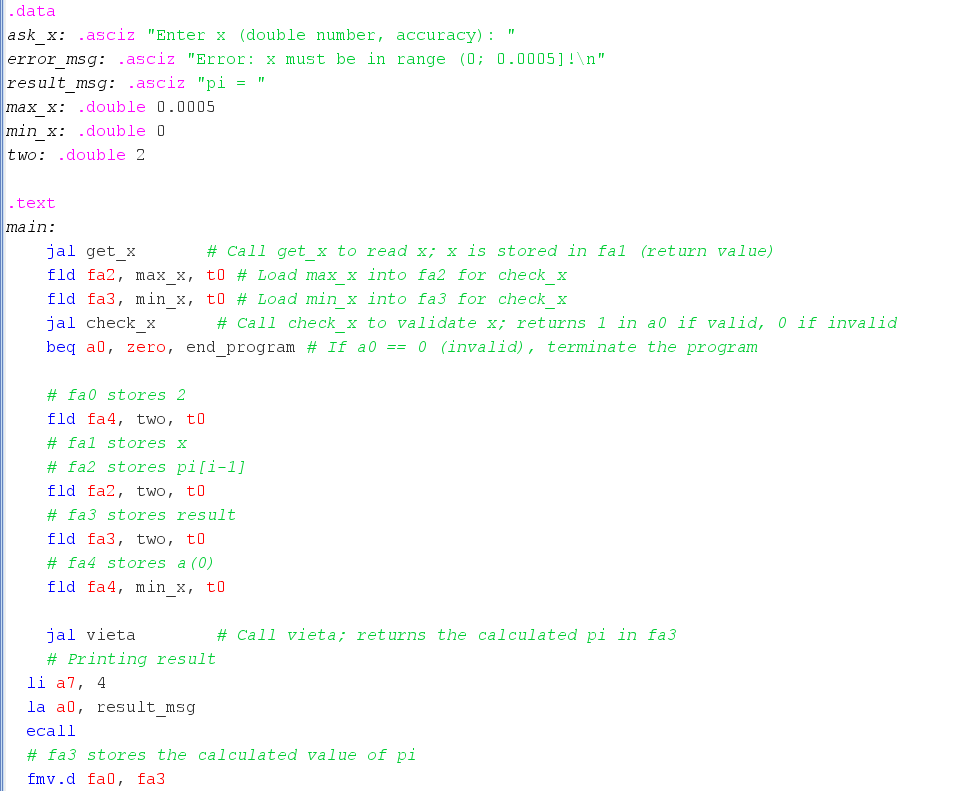 .data
ask_x: .asciz "Enter x (double number, accuracy): "
error_msg: .asciz "Error: x must be in range (0; 0.0005]!\n"
result_msg: .asciz "pi = "
max_x: .double 0.0005
min_x: .double 0
two: .double 2

.text
main:
    jal get_x       # Call get_x to read x; x is stored in fa1 (return value)
    fld fa2, max_x, t0 # Load max_x into fa2 for check_x
    fld fa3, min_x, t0 # Load min_x into fa3 for check_x
    jal check_x      # Call check_x to validate x; returns 1 in a0 if valid, 0 if invalid
    beq a0, zero, end_program # If a0 == 0 (invalid), terminate the program

    # fa0 stores 2
    fld fa4, two, t0
    # fa1 stores x
    # fa2 stores pi[i-1]
    fld fa2, two, t0
    # fa3 stores result
    fld fa3, two, t0
    # fa4 stores a(0)
    fld fa4, min_x, t0

    jal vieta        # Call vieta; returns the calculated pi in fa3
    # Printing result
  li a7, 4
  la a0, result_msg
  ecall
  # fa3 stores the calculated value of pi
  fmv.d fa0, fa3